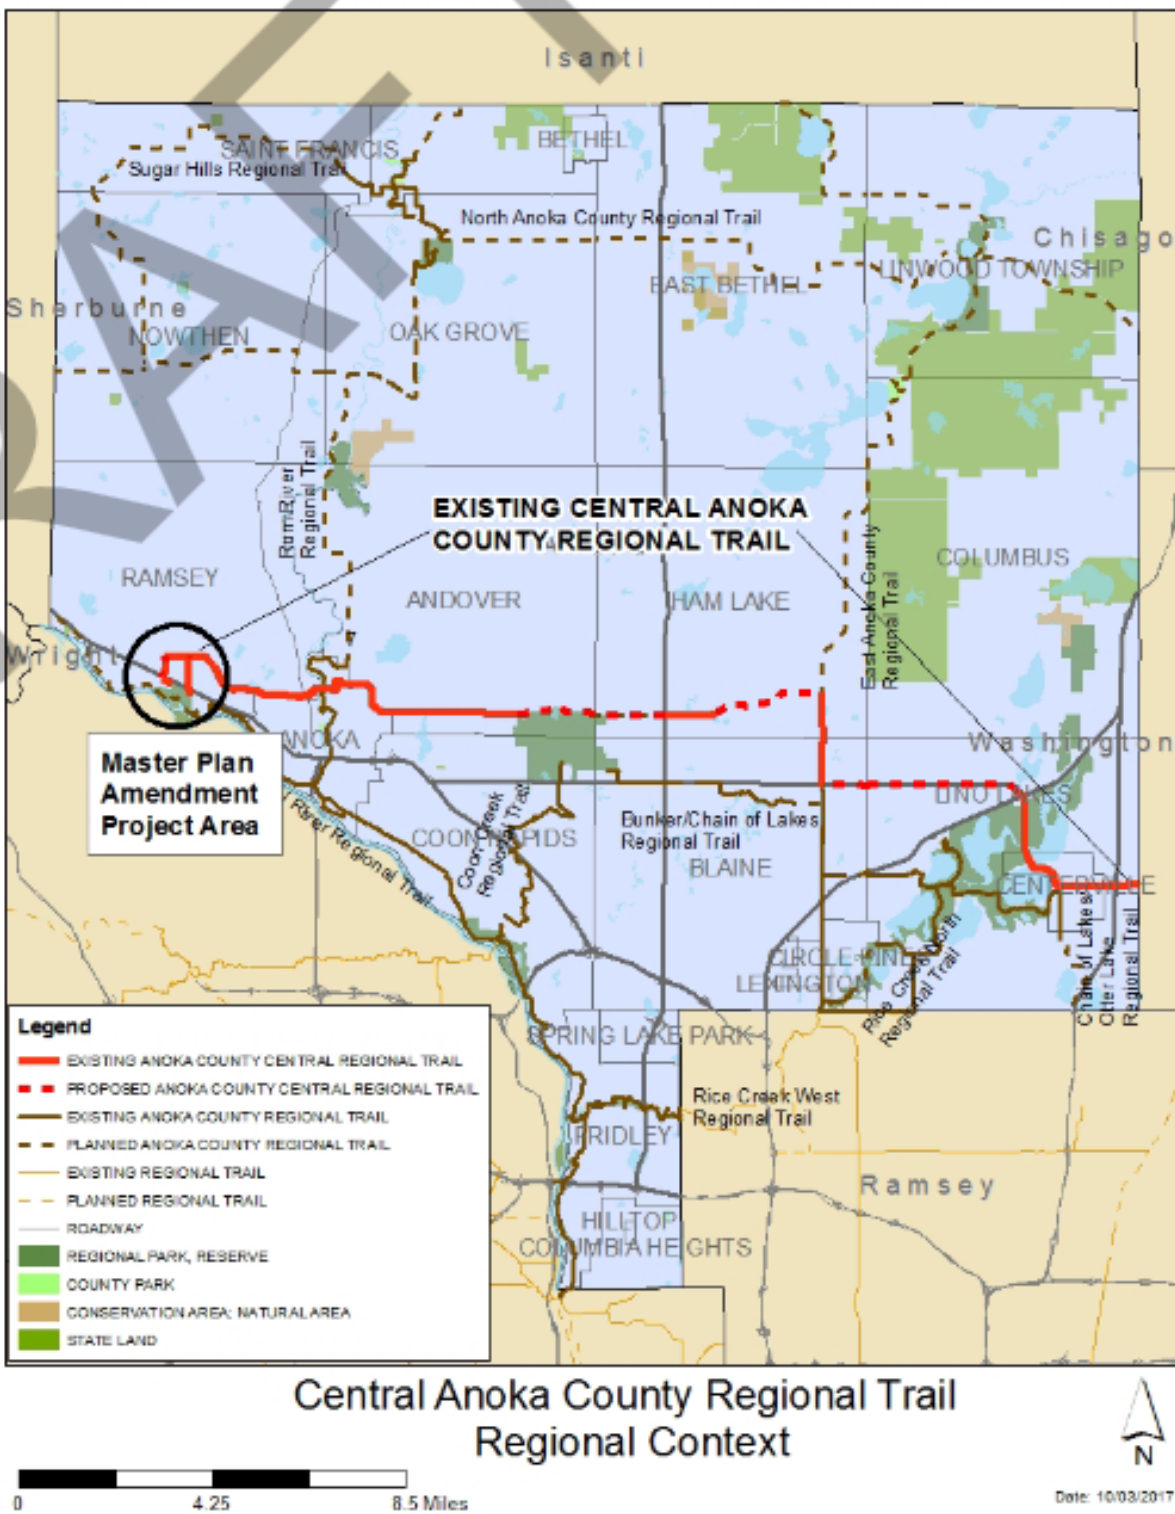 DRAFT
Isanti
SAINT FRANCIS
BETHEL
Sugar Hills Regional Trail
North Anoka County Regional Trail
Chisago
LINWOOD TOWNSHIP
EAST BETHEL
Sherburne
NOWTHEN
OAK GROVE
Rum River
Regional Trail
EXISTING CENTRAL ANOKA
COUNTY REGIONAL TRAIL
East Anoka County
Regional Trail
COLUMBUS
RAMSEY
ANDOVER
HAM LAKE
Wright
Washington
ANOKA
Master Plan
Amendment
Project Area
LINO LAKES
River Regional Trail
COON RAPIDS
Coon Creek
Regional Trail
Bunker/Chain of Lakes
Regional Trail
BLAINE
CENTERVILLE
Chain of Lakes
Otter Lake
Regional Trail
CIRCLE PINES
LEXINGTON
Rice Creek North
Regional Trail
SPRING LAKE PARK
Rice Creek West
Regional Trail
FRIDLEY
Ramsey
HILLTOP
COLUMBIA HEIGHTS
Legend
EXISTING ANOKA COUNTY CENTRAL REGIONAL TRAIL
PROPOSED ANOKA COUNTY CENTRAL REGIONAL TRAIL
EXISTING ANOKA COUNTY REGIONAL TRAIL
PLANNED ANOKA COUNTY REGIONAL TRAIL
EXISTING REGIONAL TRAIL
PLANNED REGIONAL TRAIL
ROADWAY
REGIONAL PARK, RESERVE
COUNTY PARK
CONSERVATION AREA; NATURAL AREA
STATE LAND
Central Anoka County Regional Trail
Regional Context
N
0 4.25 8.5 Miles
Date: 10/03/2017